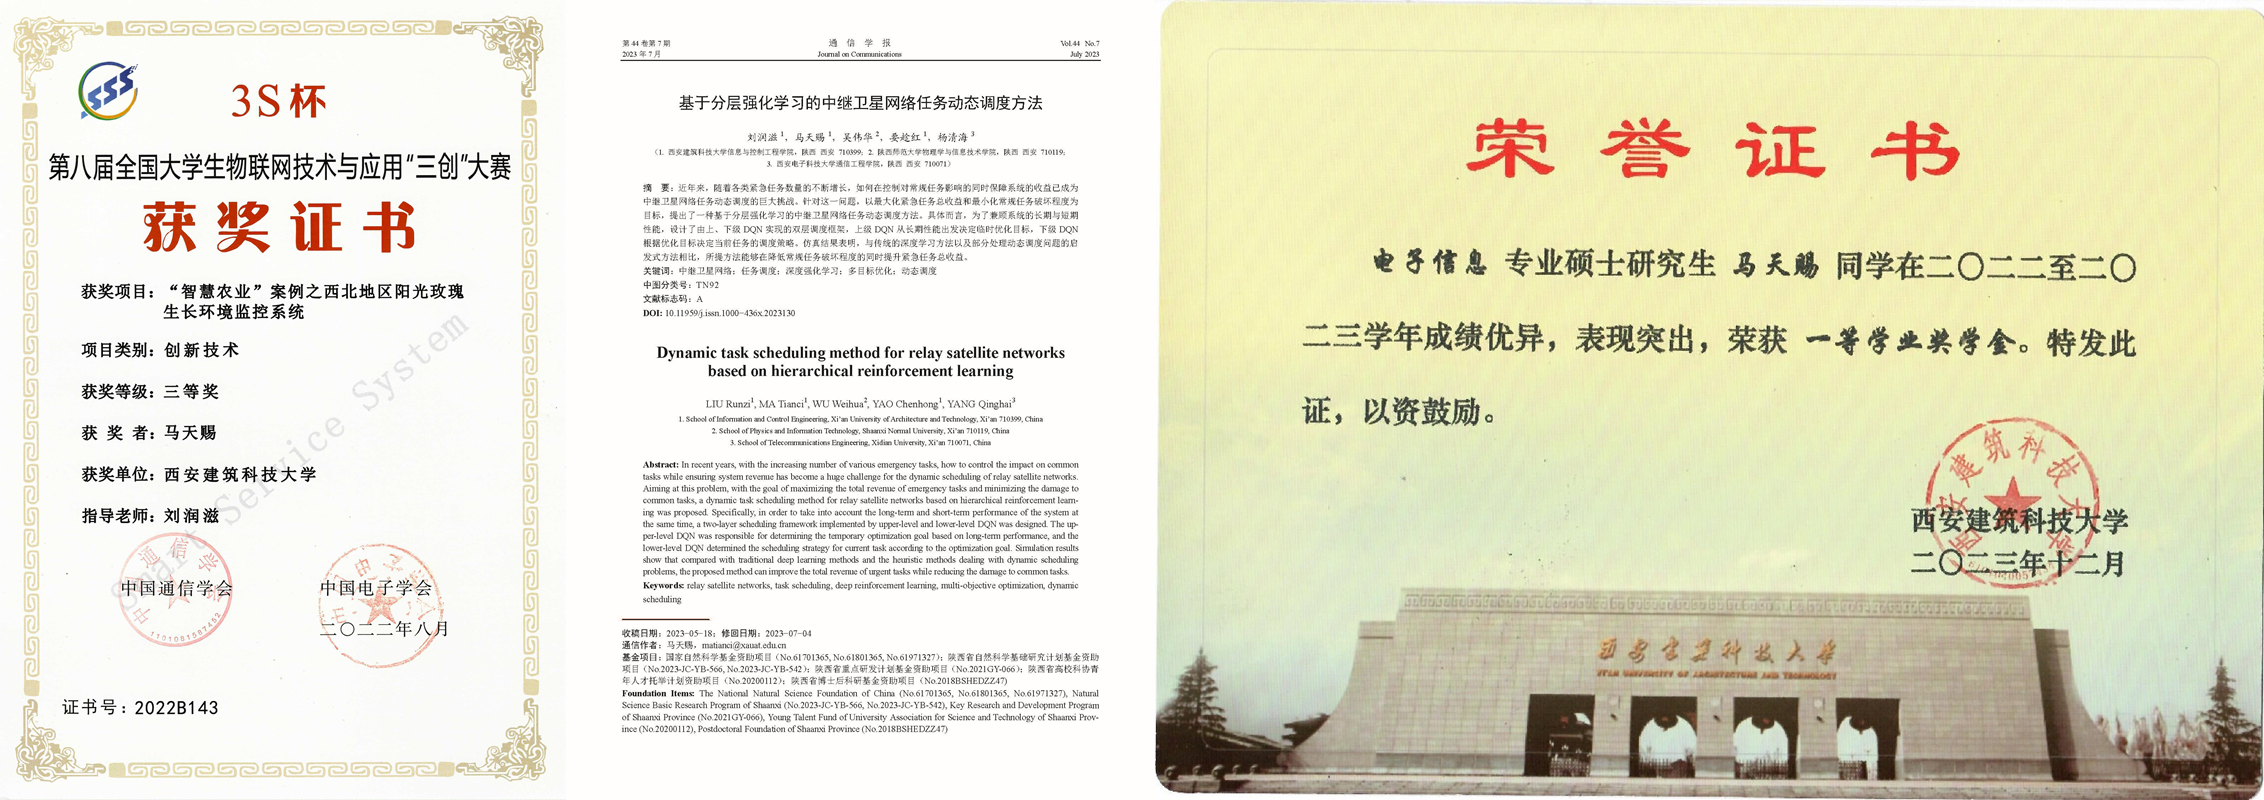 SSS
3S杯
第八届全国大学生物联网技术与应用“三创”大赛
获奖证书
获奖项目：“智慧农业”案例之西北地区阳光玫瑰
生长环境监控系统
项目类别：创新技术
获奖等级：三等奖
获 奖 者：马天赐
获奖单位：西安建筑科技大学
指导老师：刘润滋
Smart Service System
中国通信学会
1101081587452
中国电子学会
二〇二二年八月
证书号：2022B143
第 44 卷第 7 期
通 信 学 报
Vol.44 No.7
2023 年 7 月
Journal on Communications
July 2023
基于分层强化学习的中继卫星网络任务动态调度方法
刘润滋1，马天赐1，吴伟华2，姚趁红1，杨清海3
（1. 西安建筑科技大学信息与控制工程学院，陕西 西安 710399；2. 陕西师范大学物理学与信息技术学院，陕西 西安 710119；
3. 西安电子科技大学通信工程学院，陕西 西安 710071）
摘 要：近年来，随着各类紧急任务数量的不断增长，如何在控制对常规任务影响的同时保障系统的收益已成为
中继卫星网络任务动态调度的巨大挑战。针对这一问题，以最大化紧急任务总收益和最小化常规任务破坏程度为
目标，提出了一种基于分层强化学习的中继卫星网络任务动态调度方法。具体而言，为了兼顾系统的长期与短期
性能，设计了由上、下级 DQN 实现的双层调度框架，上级 DQN 从长期性能出发决定临时优化目标，下级 DQN
根据优化目标决定当前任务的调度策略。仿真结果表明，与传统的深度学习方法以及部分处理动态调度问题的启
发式方法相比，所提方法能够在降低常规任务破坏程度的同时提升紧急任务总收益。
关键词：中继卫星网络；任务调度；深度强化学习；多目标优化；动态调度
中图分类号：TN92
文献标志码：A
DOI: 10.11959/j.issn.1000−436x.2023130
Dynamic task scheduling method for relay satellite networks
based on hierarchical reinforcement learning
LIU Runzi1, MA Tianci1, WU Weihua2, YAO Chenhong1, YANG Qinghai3
1. School of Information and Control Engineering, Xi’an University of Architecture and Technology, Xi’an 710399, China
2. School of Physics and Information Technology, Shaanxi Normal University, Xi’an 710119, China
3. School of Telecommunications Engineering, Xidian University, Xi’an 710071, China
Abstract: In recent years, with the increasing number of various emergency tasks, how to control the impact on common
tasks while ensuring system revenue has become a huge challenge for the dynamic scheduling of relay satellite networks.
Aiming at this problem, with the goal of maximizing the total revenue of emergency tasks and minimizing the damage to
common tasks, a dynamic task scheduling method for relay satellite networks based on hierarchical reinforcement learn-
ing was proposed. Specifically, in order to take into account the long-term and short-term performance of the system at
the same time, a two-layer scheduling framework implemented by upper-level and lower-level DQN was designed. The up-
per-level DQN was responsible for determining the temporary optimization goal based on long-term performance, and the
lower-level DQN determined the scheduling strategy for current task according to the optimization goal. Simulation results
show that compared with traditional deep learning methods and the heuristic methods dealing with dynamic scheduling
problems, the proposed method can improve the total revenue of urgent tasks while reducing the damage to common tasks.
Keywords: relay satellite networks, task scheduling, deep reinforcement learning, multi-objective optimization, dynamic
scheduling
收稿日期：2023−05−18；修回日期：2023−07−04
通信作者：马天赐，matianci@xauat.edu.cn
基金项目：国家自然科学基金资助项目（No.61701365, No.61801365, No.61971327）；陕西省自然科学基础研究计划基金资助
项目（No.2023-JC-YB-566, No.2023-JC-YB-542）；陕西省重点研发计划基金资助项目（No.2021GY-066）；陕西省高校科协青
年人才托举计划资助项目（No.20200112）；陕西省博士后科研基金资助项目（No.2018BSHEDZZ47）
Foundation Items: The National Natural Science Foundation of China (No.61701365, No.61801365, No.61971327), Natural
Science Basic Research Program of Shaanxi (No.2023-JC-YB-566, No.2023-JC-YB-542), Key Research and Development Program
of Shaanxi Province (No.2021GY-066), Young Talent Fund of University Association for Science and Technology of Shaanxi Prov-
ince (No.20200112), Postdoctoral Foundation of Shaanxi Province (No.2018BSHEDZZ47)
荣誉证书
电子信息 专业硕士研究生 马天赐 同学在二〇二二至二〇
二三学年成绩优异，表现突出，荣获 一等学业奖学金。特发此
证，以资鼓励。
西安建筑科技大学
西安建筑科技大学
二〇二三年十二月
西安建筑科技大学
XI'AN UNIVERSITY OF ARCHITECTURE AND TECHNOLOGY